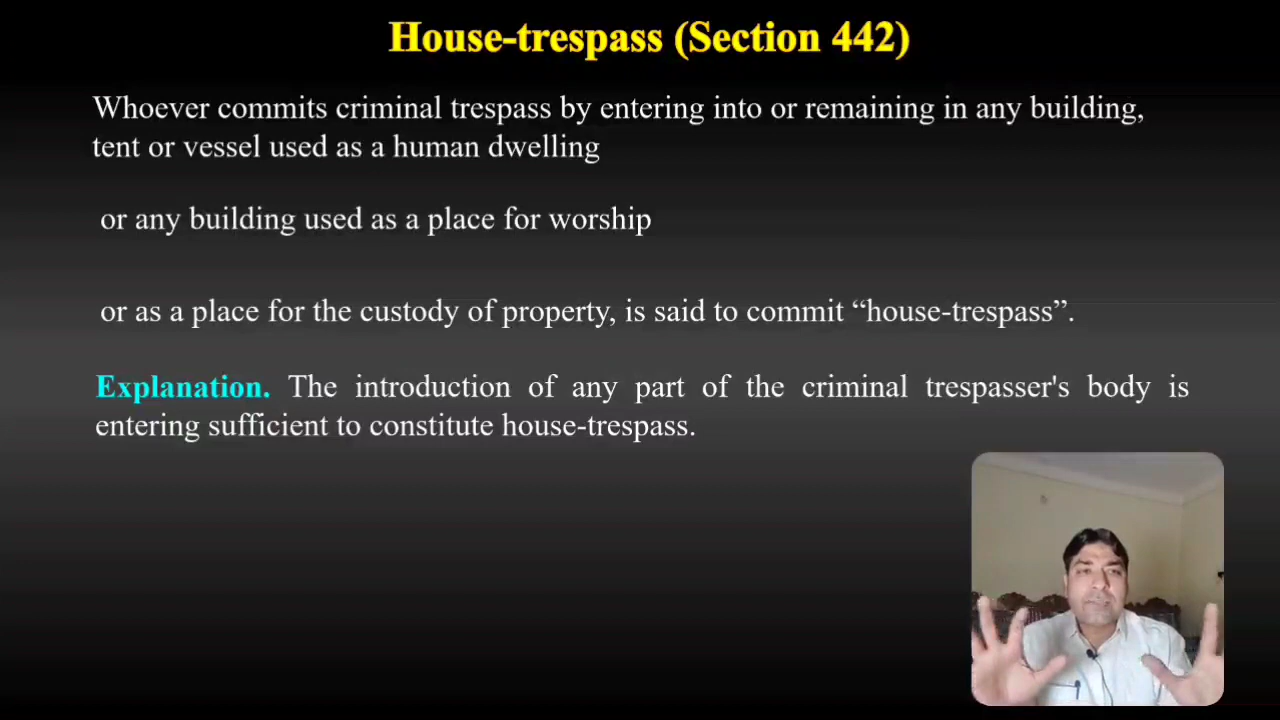 House-trespass (Section 442)
Whoever commits criminal trespass by entering into or remaining in any building,
tent or vessel used as a human dwelling
or any building used as a place for worship
or as a place for the custody of property, is said to commit “house-trespass”.
Explanation. The introduction of any part of the criminal trespasser's body is
entering sufficient to constitute house-trespass.